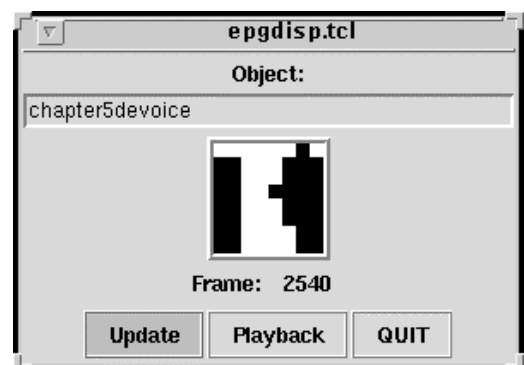 epgdisp.tcl
Object:
chapter5devoice
Frame: 2540
Update Playback QUIT